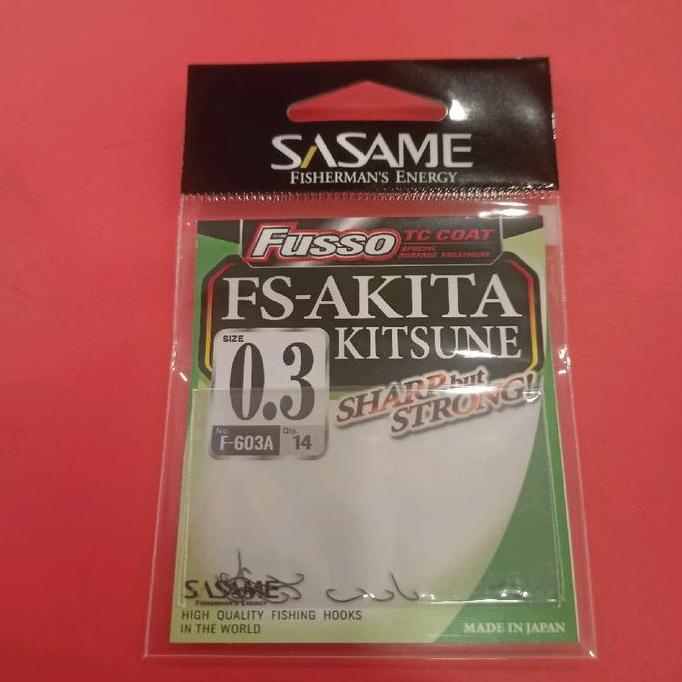 SASAME
FISHERMAN'S ENERGY
Fusso TC COAT
SPECIAL
SURFACE TREATMENT
FS-AKITA
KITSUNE
SIZE
0.3
No. Qty.
F-603A 14
SHARP but
STRONG!
SASAME
FISHERMAN'S ENERGY
HIGH QUALITY FISHING HOOKS
IN THE WORLD
MADE IN JAPAN